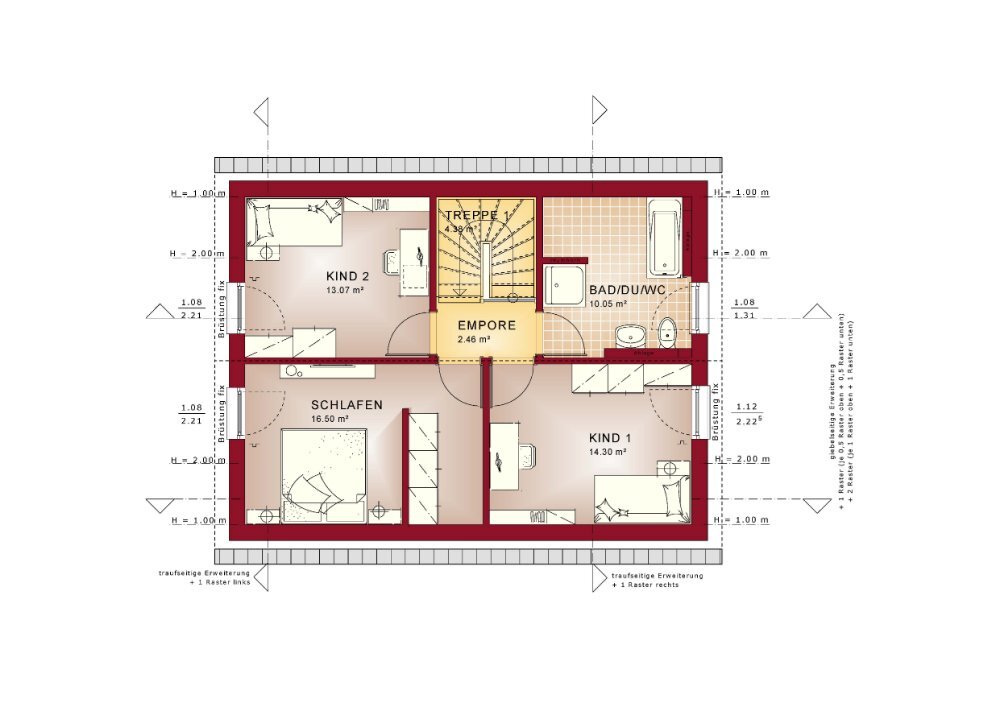 H = 1.00 m
H = 1.00 m
TREPPE 1
4.38 m²
H = 2.00 m
H = 2.00 m
KIND 2
13.07 m²
BAD/DU/WC
10.05 m²
1.08
2.21
Brüstung fix
1.08
1.31
EMPORE
2.46 m²
Ablage
Ablage
SCHLAFEN
16.50 m²
1.08
2.21
Brüstung fix
KIND 1
14.30 m²
1.12
2.22⁵
Brüstung fix
H = 2.00 m
H = 2.00 m
H = 1.00 m
H = 1.00 m
giebelseitige Erweiterung
+ 1 Raster (je 0,5 Raster oben + 0,5 Raster unten)
+ 2 Raster (je 1 Raster oben + 1 Raster unten)
traufseitige Erweiterung
+ 1 Raster links
traufseitige Erweiterung
+ 1 Raster rechts